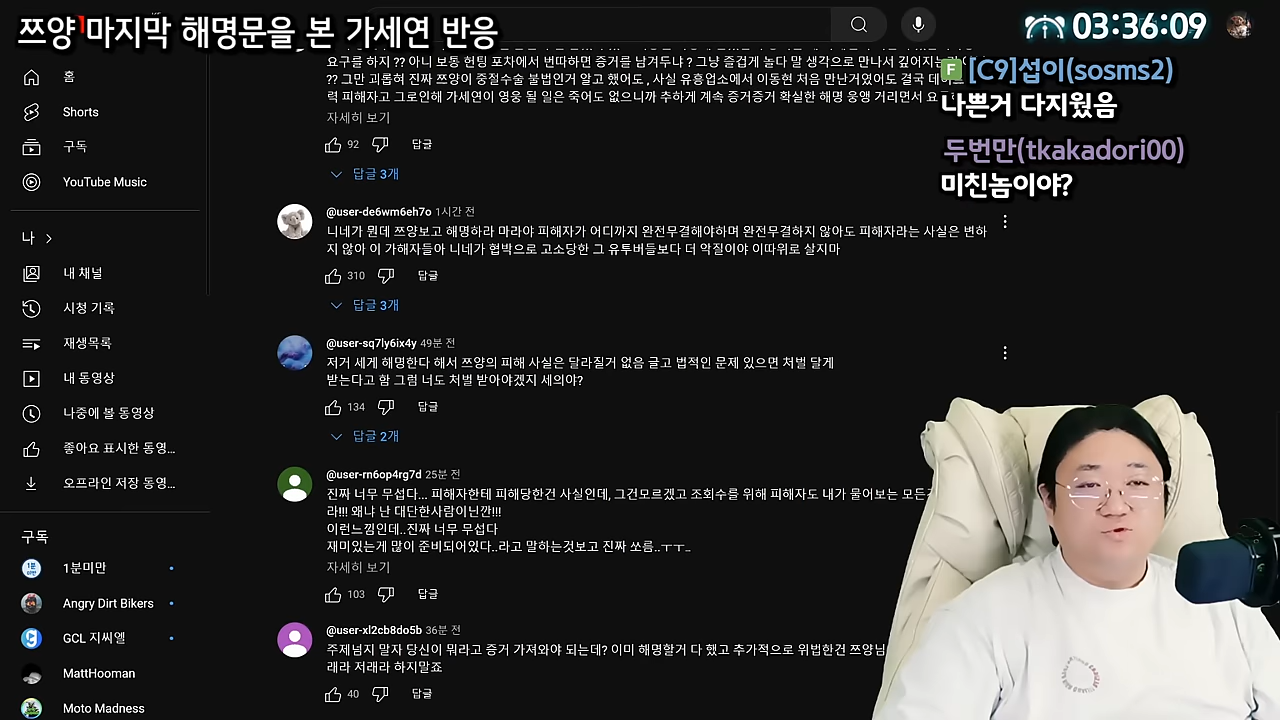 쯔양 마지막 해명문을 본 가세연 반응
03:36:09
홈
Shorts
구독
YouTube Music
나
내 채널
시청 기록
재생목록
내 동영상
나중에 볼 동영상
좋아요 표시한 동영...
오프라인 저장 동영...
구독
1분미만
Angry Dirt Bikers
GCL 지씨엘
MattHooman
Moto Madness
요구를 하지 ?? 아니 보통 헌팅 포차에서 번따하면 증거를 남겨두냐 ? 그냥 즐겁게 놀다 말 생각으로 만나서 깊어지는
?? 그만 괴롭혀 진짜 쯔양이 중절수술 불법인거 알고 했어도 , 사실 유흥업소에서 이동현 처음 만난거였어도 결국 데이트
력 피해자고 그로인해 가세연이 영웅 될 일은 죽어도 없으니까 추하게 계속 증거증거 확실한 해명 웅앵 거리면서
자세히 보기
92
답글
답글 3개
@user-de6wm6eh7o 1시간 전
니네가 뭔데 쯔양보고 해명하라 마라야 피해자가 어디까지 완전무결해야하며 완전무결하지 않아도 피해자라는 사실은 변하
지 않아 이 가해자들아 니네가 협박으로 고소당한 그 유투버들보다 더 악질이야 이따위로 살지마
310
답글
답글 3개
@user-sq7ly6ix4y 49분 전
저거 세게 해명한다 해서 쯔양의 피해 사실은 달라질거 없음 글고 법적인 문제 있으면 처벌 달게
받는다고 함 그럼 너도 처벌 받아야겠지 세의야?
134
답글
답글 2개
@user-rn6op4rg7d 25분 전
진짜 너무 무섭다... 피해자한테 피해당한건 사실인데, 그건모르겠고 조회수를 위해 피해자도 내가 물어보는 모든
라!!! 왜냐 난 대단한사람이닌깐!!!
이런느낌인데..진짜 너무 무섭다
재미있는게 많이 준비되어있다..라고 말하는것보고 진짜 쏘름..ㅜㅜ..
자세히 보기
103
답글
@user-xl2cb8do5b 36분 전
주제넘지 말자 당신이 뭐라고 증거 가져와야 되는데? 이미 해명할거 다 했고 추가적으로 위법한건 쯔양님
래라 저래라 하지말죠
40
답글
F [C9]섭이(sosms2)
나쁜거 다지웠음
두번만(tkakadori00)
미친놈이야?